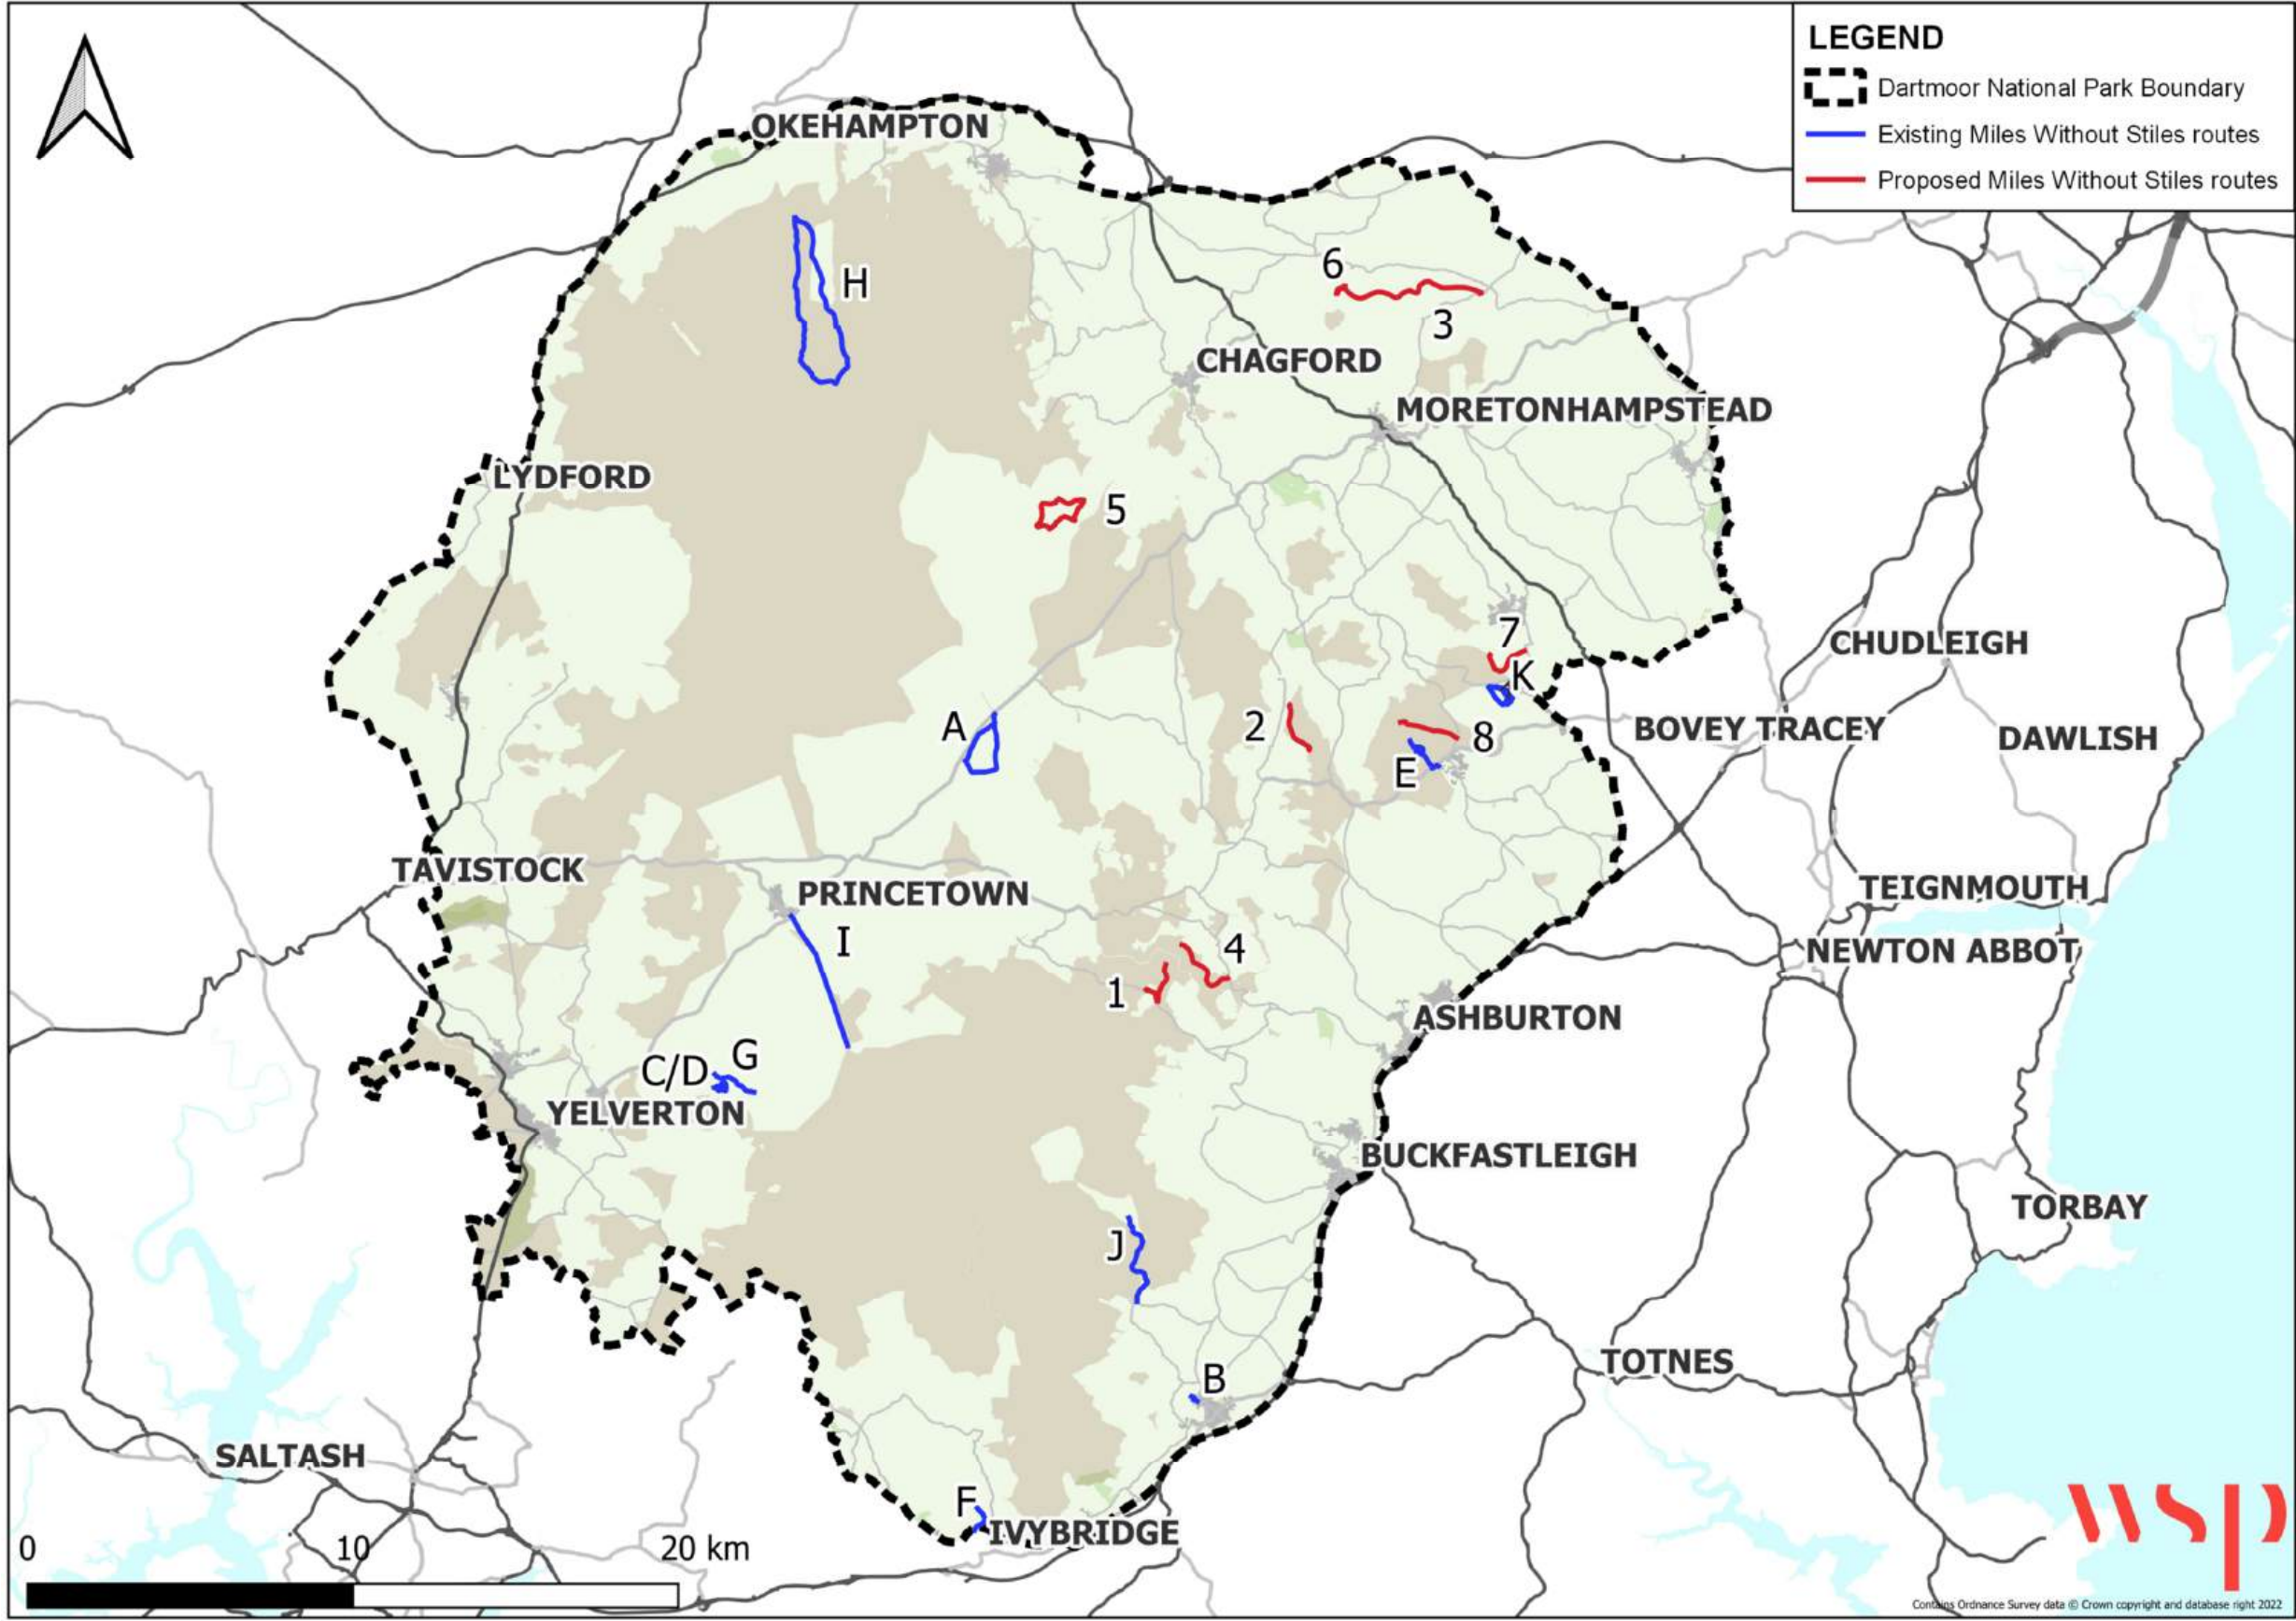 LEGEND
Dartmoor National Park Boundary
Existing Miles Without Stiles routes
Proposed Miles Without Stiles routes
OKEHAMPTON
H
6
3
CHAGFORD
MORETONHAMPSTEAD
LYDFORD
5
7
CHUDLEIGH
K
A
2
8
BOVEY TRACEY
DAWLISH
E
TAVISTOCK
PRINCETOWN
TEIGNMOUTH
I
4
NEWTON ABBOT
1
ASHBURTON
C/D
G
YELVERTON
BUCKFASTLEIGH
TORBAY
J
TOTNES
B
SALTASH
F
IVYBRIDGE
0 10 20 km
wsp
Contains Ordnance Survey data © Crown copyright and database right 2022